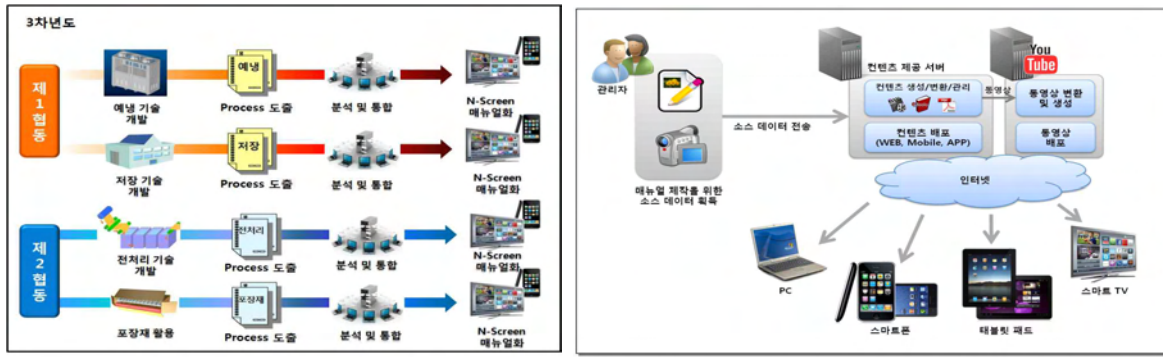 3차년도
제
1
협
동
예냉 기술
개발
예냉
Process 도출
분석 및 통합
N-Screen
매뉴얼화
저장 기술
개발
저장
Process 도출
분석 및 통합
N-Screen
매뉴얼화
제
2
협
동
전처리 기술
개발
전처리
Process 도출
분석 및 통합
N-Screen
매뉴얼화
포장재 활용
포장재
Process 도출
분석 및 통합
N-Screen
매뉴얼화
관리자
매뉴얼 제작을 위한
소스 데이터 획득
소스 데이터 전송
컨텐츠 제공 서버
컨텐츠 생성/변환/관리
컨텐츠 배포
(WEB, Mobile, APP)
동영상
You
Tube
동영상 변환
및 생성
동영상
배포
인터넷
PC
스마트폰
태블릿 패드
스마트 TV